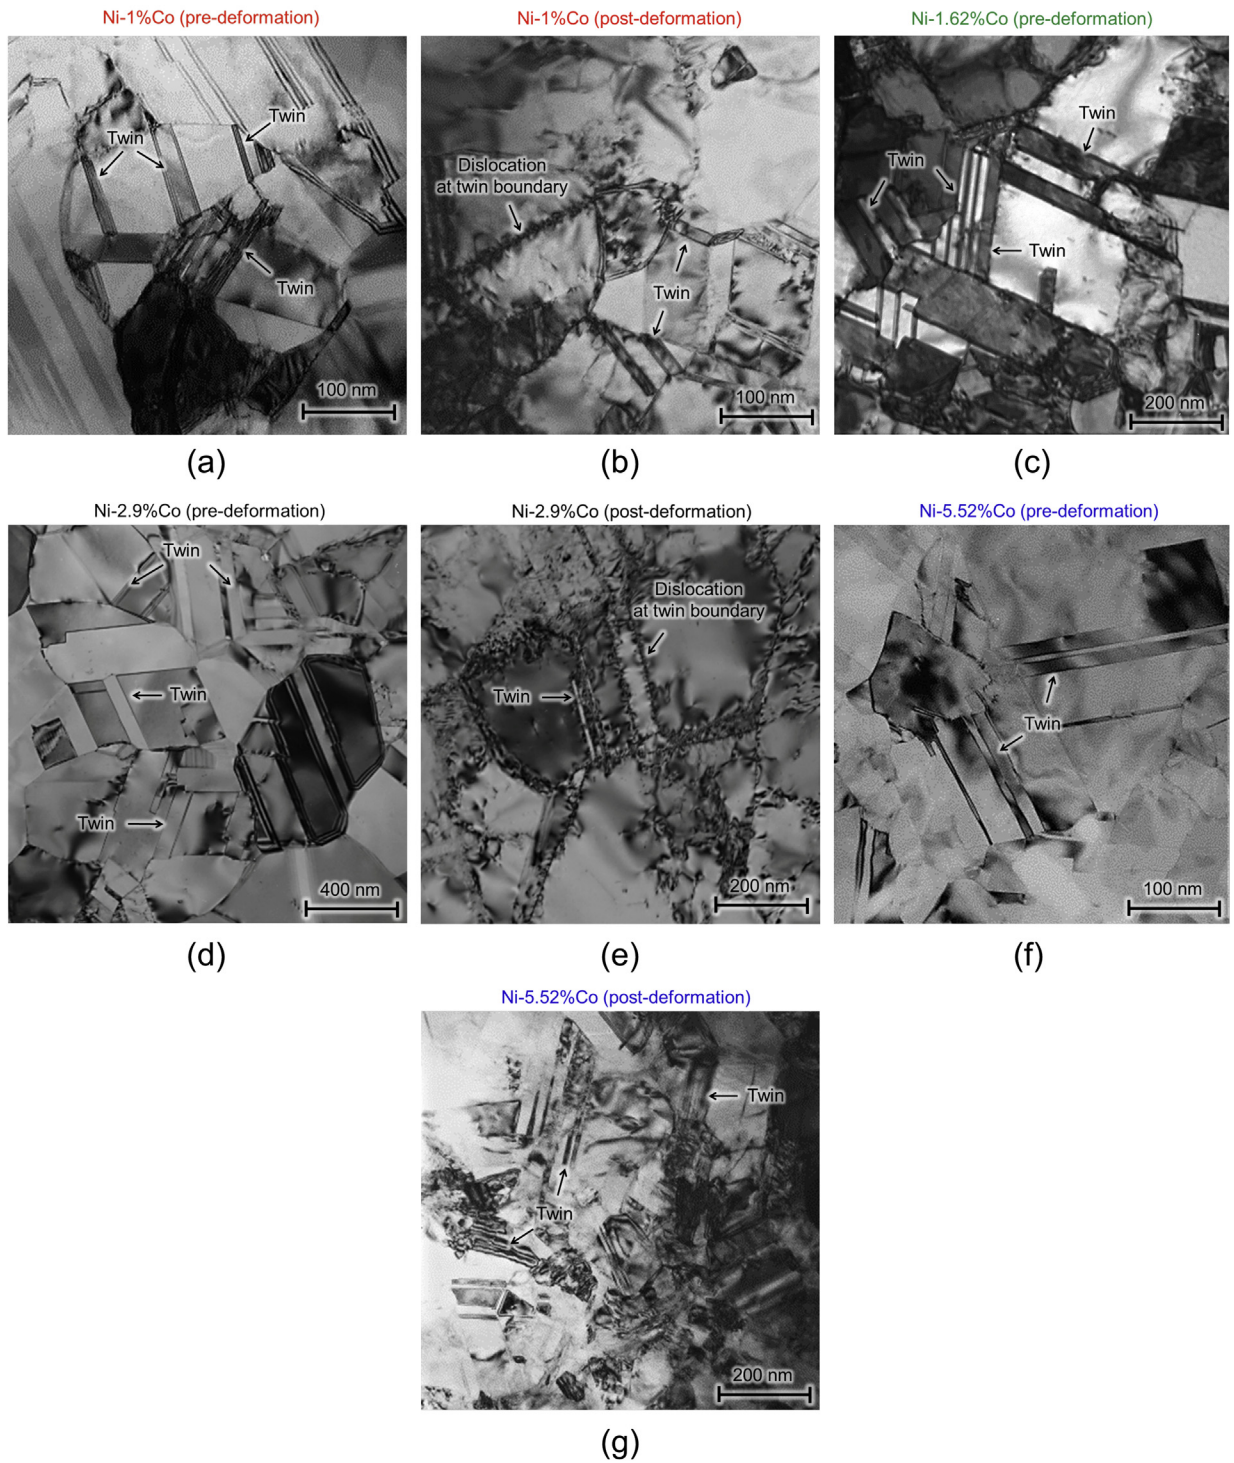 Ni-1%Co (pre-deformation)
Ni-1%Co (post-deformation)
Ni-1.62%Co (pre-deformation)
Twin
Twin
Twin
100 nm
Dislocation
at twin boundary
Twin
100 nm
Twin
Twin
Twin
200 nm
(a)
(b)
(c)
Ni-2.9%Co (pre-deformation)
Ni-2.9%Co (post-deformation)
Ni-5.52%Co (pre-deformation)
Twin
Twin
Twin
400 nm
Dislocation
at twin boundary
Twin
200 nm
Twin
100 nm
(d)
(e)
(f)
Ni-5.52%Co (post-deformation)
Twin
Twin
200 nm
(g)